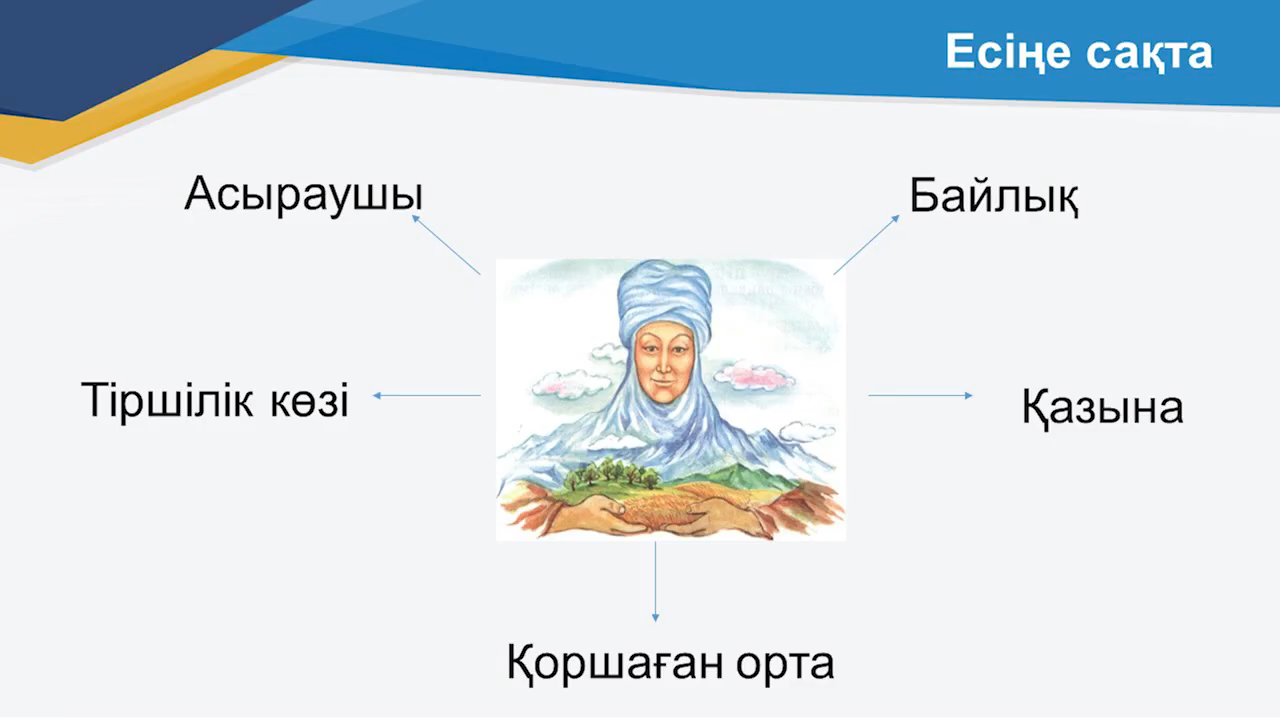 Есіңе сақта
Асыраушы
Байлық
Тіршілік көзі
Қазына
Қоршаған орта